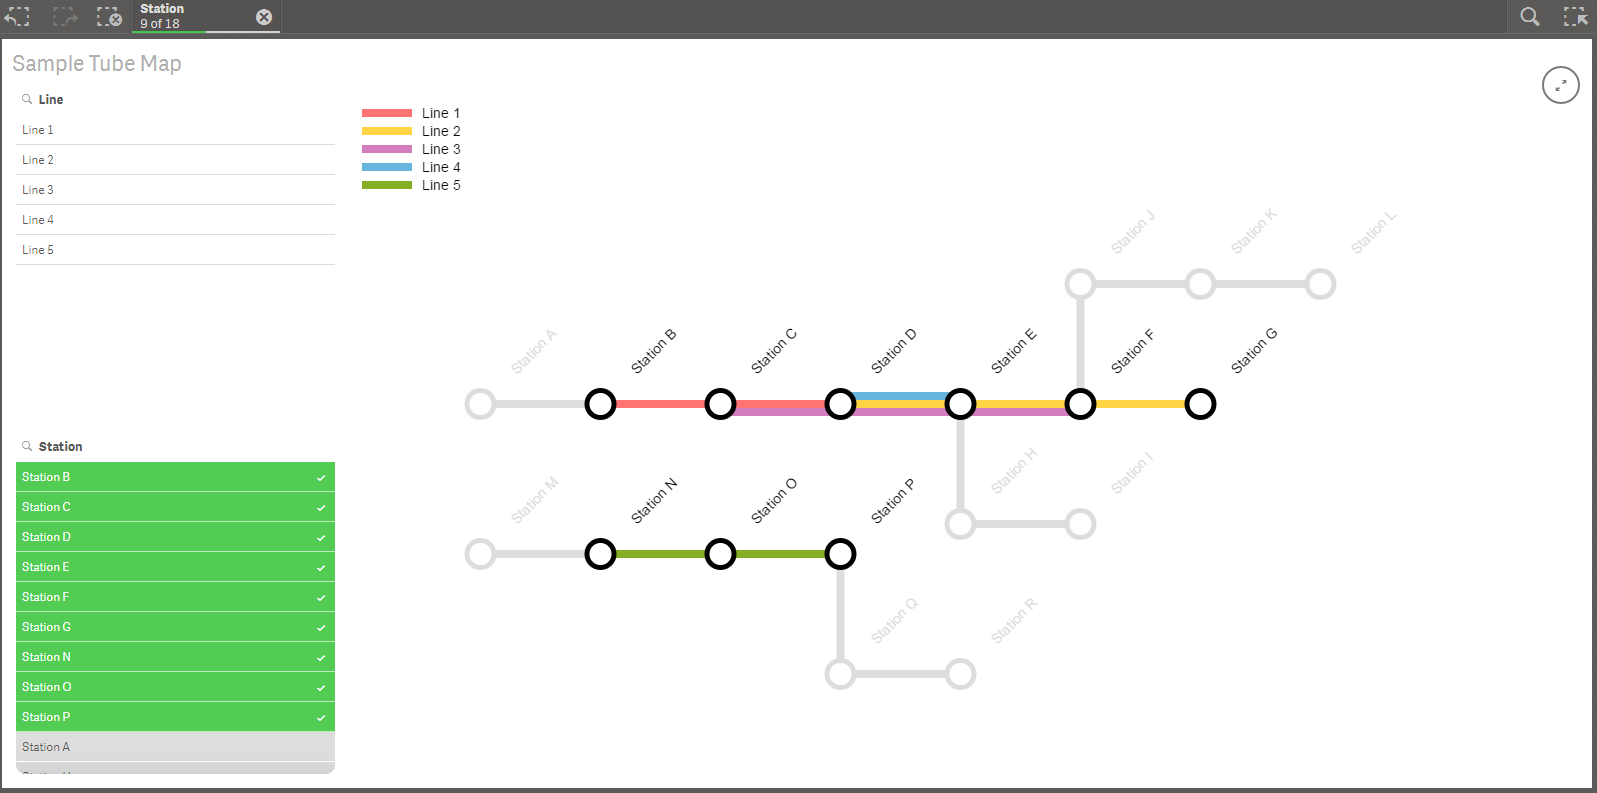 Station
9 of 18
Sample Tube Map
Line
Line 1
Line 2
Line 3
Line 4
Line 5
Line 1
Line 2
Line 3
Line 4
Line 5
Station J
Station K
Station L
Station A
Station B
Station C
Station D
Station E
Station F
Station G
Station H
Station I
Station M
Station N
Station O
Station P
Station Q
Station R
Station
Station B
Station C
Station D
Station E
Station F
Station G
Station N
Station O
Station P
Station A